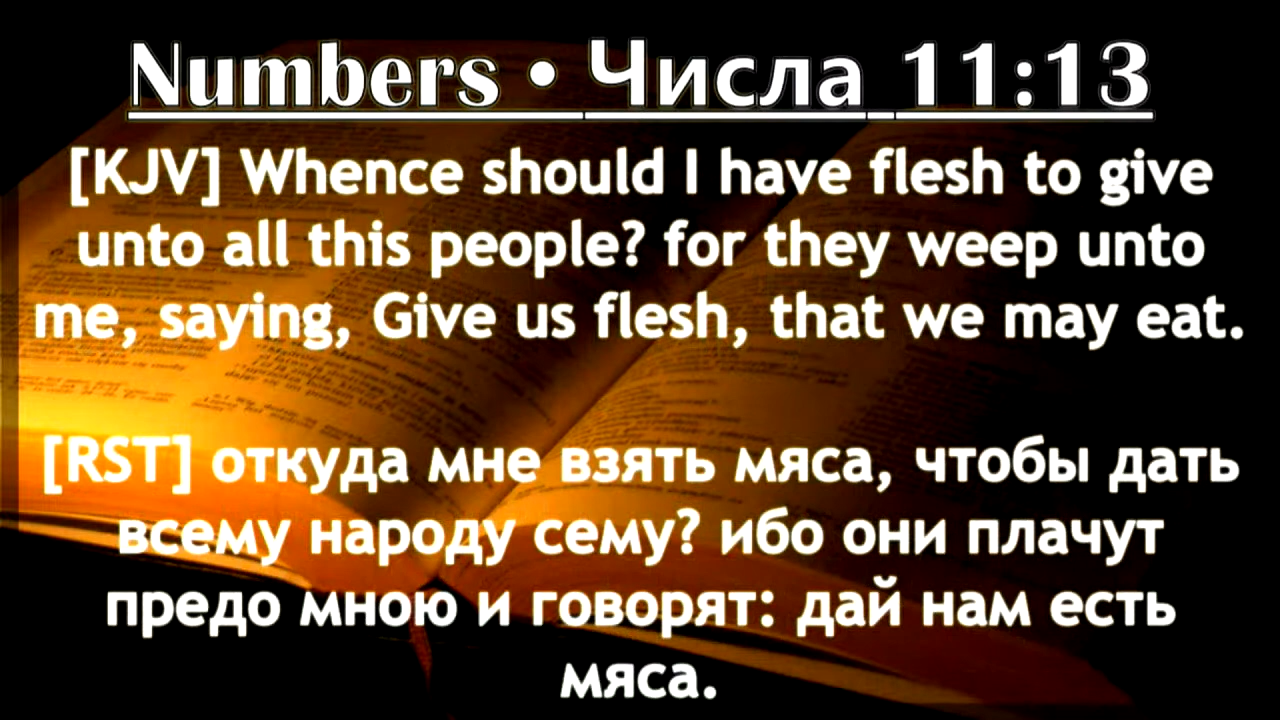 Numbers • Числа 11:13
[KJV] Whence should I have flesh to give
unto all this people? for they weep unto
me, saying, Give us flesh, that we may eat.
[RST] откуда мне взять мяса, чтобы дать
всему народу сему? ибо они плачут
предо мною и говорят: дай нам есть
мяса.